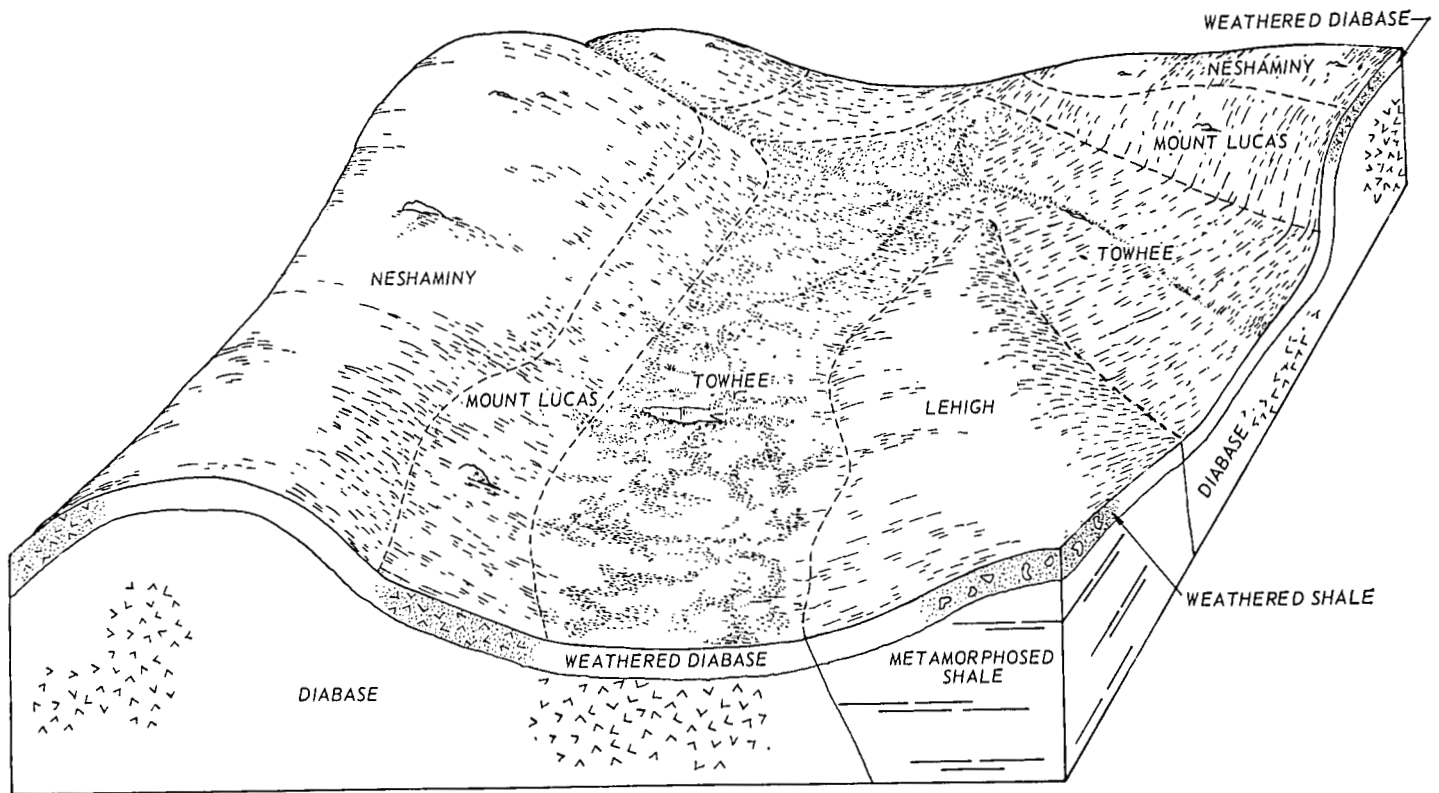 WEATHERED DIABASE
NESHAMINY
MOUNT LUCAS
TOWHEE
NESHAMINY
TOWHEE
MOUNT LUCAS
LEHIGH
DIABASE
WEATHERED SHALE
WEATHERED DIABASE
METAMORPHOSED
SHALE
DIABASE